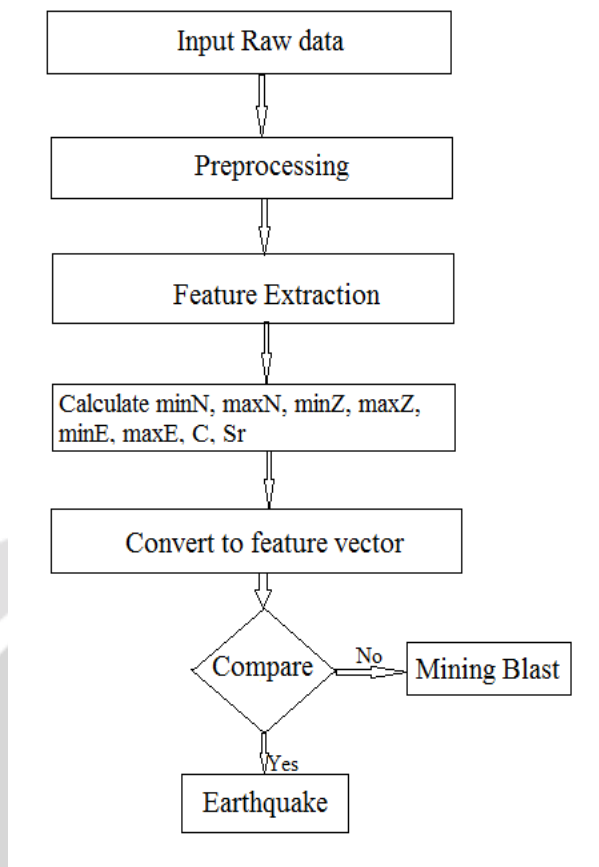 Input Raw data
Preprocessing
Feature Extraction
Calculate minN, maxN, minZ, maxZ,
minE, maxE, C, Sr
Convert to feature vector
Compare
No
Mining Blast
Yes
Earthquake